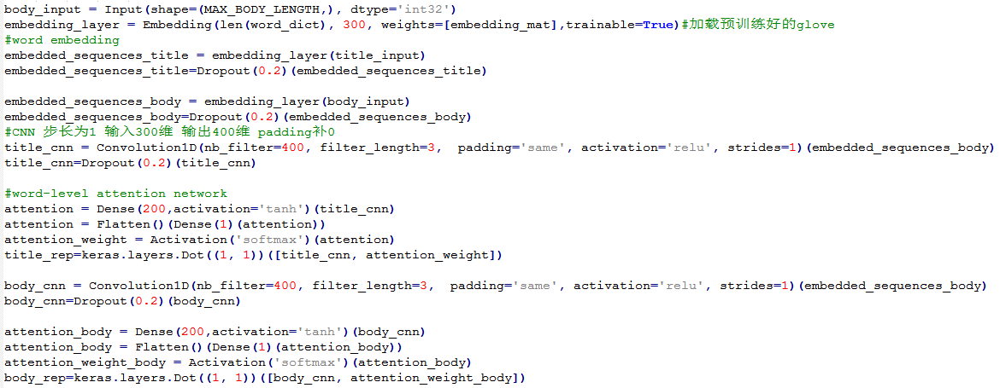 body_input = Input(shape=(MAX_BODY_LENGTH,), dtype='int32')
embedding_layer = Embedding(len(word_dict), 300, weights=[embedding_mat],trainable=True)#加载预训练好的glove
#word embedding
embedded_sequences_title = embedding_layer(title_input)
embedded_sequences_title=Dropout(0.2)(embedded_sequences_title)

embedded_sequences_body = embedding_layer(body_input)
embedded_sequences_body=Dropout(0.2)(embedded_sequences_body)
#CNN 步长为1 输入300维 输出400维 padding补0
title_cnn = Convolution1D(nb_filter=400, filter_length=3,  padding='same', activation='relu', strides=1)(embedded_sequences_body)
title_cnn=Dropout(0.2)(title_cnn)

#word-level attention network
attention = Dense(200,activation='tanh')(title_cnn)
attention = Flatten()(Dense(1)(attention))
attention_weight = Activation('softmax')(attention)
title_rep=keras.layers.Dot((1, 1))([title_cnn, attention_weight])

body_cnn = Convolution1D(nb_filter=400, filter_length=3,  padding='same', activation='relu', strides=1)(embedded_sequences_body)
body_cnn=Dropout(0.2)(body_cnn)

attention_body = Dense(200,activation='tanh')(body_cnn)
attention_body = Flatten()(Dense(1)(attention_body))
attention_weight_body = Activation('softmax')(attention_body)
body_rep=keras.layers.Dot((1, 1))([body_cnn, attention_weight_body])